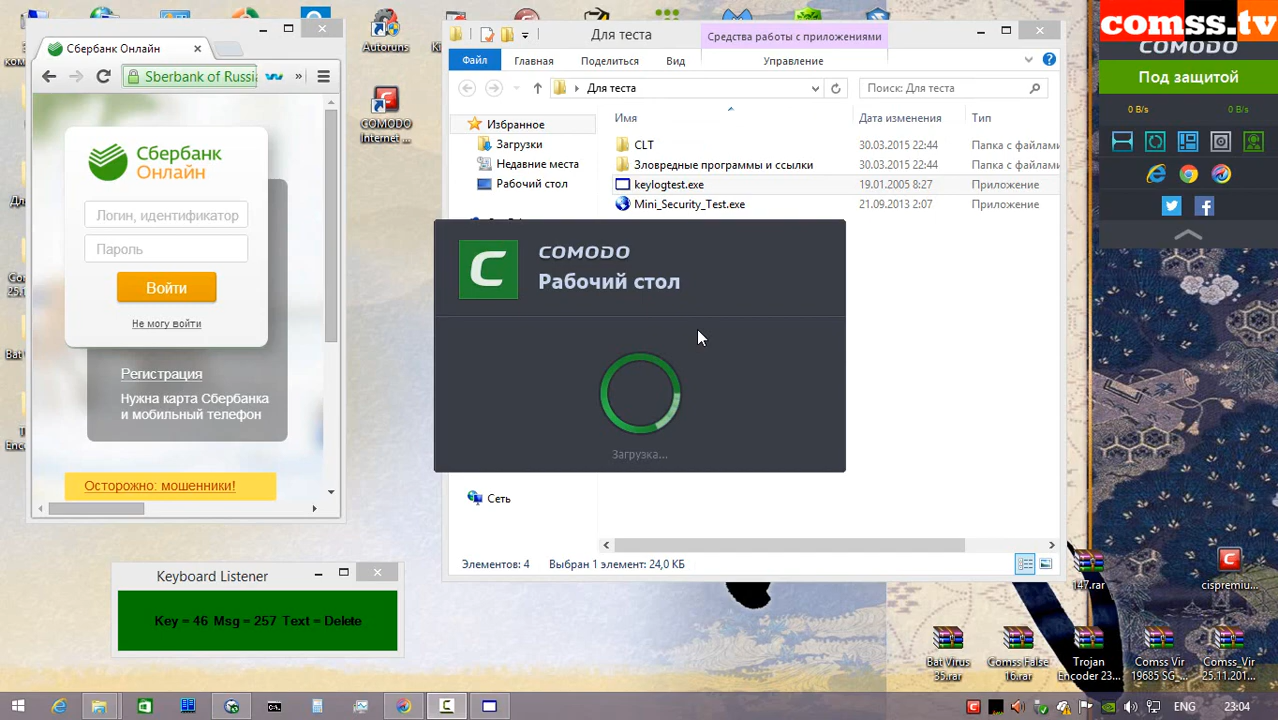 Сбербанк Онлайн
Sberbank of Russi
»
Сбербанк
Онлайн
Логин, идентификатор
Пароль
Войти
Не могу войти
Регистрация
Нужна карта Сбербанка
и мобильный телефон
Осторожно: мошенники!
Autoruns
COMODO
Internet ...
Для теста
Средства работы с приложениями
Файл
Главная
Поделиться
Вид
Управление
Для теста
Поиск: Для теста
Имя
Дата изменения
Тип
Избранное
Загрузки
Недавние места
Рабочий стол
CLT
30.03.2015 22:44
Папка с файлами
Зловредные программы и ссылки
30.03.2015 22:44
Папка с файлами
keylogtest.exe
19.01.2005 8:27
Приложение
Mini_Security_Test.exe
21.09.2013 2:07
Приложение
COMODO
Рабочий стол
Загрузка...
Сеть
Элементов: 4
Выбран 1 элемент: 24,0 КБ
Keyboard Listener
Key = 46 Msg = 257 Text = Delete
comss.tv
COMODO
Под защитой
0 B/s
0 B/s
147.rar
cispremiu...
Bat Virus
35.rar
Comss False
16.rar
Trojan
Encoder 23...
Comss Vir
19685 SG_...
Comss_Vir
25.11.201...
ENG
23:04